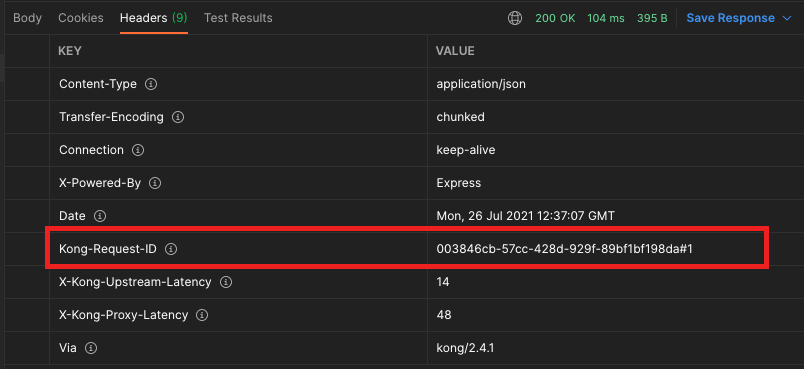 Body Cookies Headers (9) Test Results 200 OK 104 ms 395 B Save Response
KEY VALUE
Content-Type application/json
Transfer-Encoding chunked
Connection keep-alive
X-Powered-By Express
Date Mon, 26 Jul 2021 12:37:07 GMT
Kong-Request-ID 003846cb-57cc-428d-929f-89bf1bf198da#1
X-Kong-Upstream-Latency 14
X-Kong-Proxy-Latency 48
Via kong/2.4.1